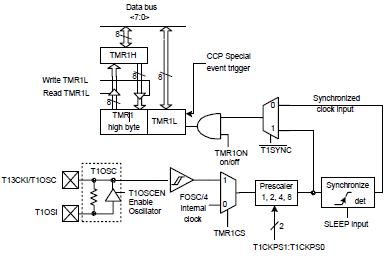 Data bus
<7:0>
8
8
8
8
TMR1H
CCP Special
event trigger
Write TMR1L
Read TMR1L
TMR1
high byte
TMR1L
TMR1ON
on/off
0
1
T1SYNC
Synchronized
clock input
T13CKI/T1OSC
T1OSC
T1OSCEN
Enable
Oscillator
T1OSI
FOSC/4
internal
clock
1
0
TMR1CS
Prescaler
1, 2, 4, 8
2
T1CKPS1:T1CKPS0
Synchronize
det
SLEEP input